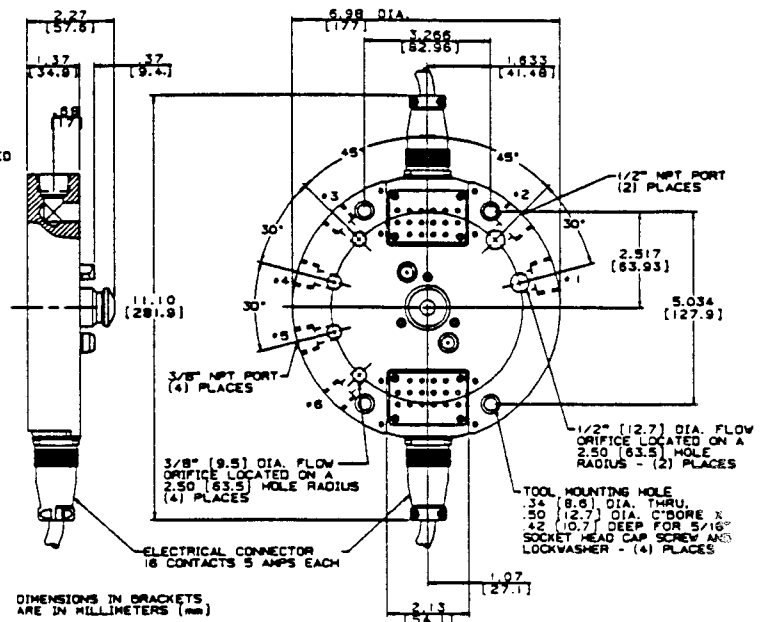 2.27
[57.6]
6.98 DIA.
[177]
3.266
[82.96]
1.37
[34.9]
.37
[9.4]
1.633
[41.48]
.68
45°
45°
1/2" NPT PORT
(2) PLACES
#3
#2
30°
30°
2.517
[63.93]
#4
#1
11.10
[281.9]
5.034
[127.9]
30°
#5
3/8" NPT PORT
(4) PLACES
#6
1/2" [12.7] DIA. FLOW
ORIFICE LOCATED ON A
2.50 [63.5] HOLE
RADIUS - (2) PLACES
3/8" [9.5] DIA. FLOW
ORIFICE LOCATED ON A
2.50 [63.5] HOLE RADIUS
(4) PLACES
TOOL MOUNTING HOLE
.34 [8.6] DIA. THRU.
.50 [12.7] DIA. C'BORE X
.42 [10.7] DEEP FOR 5/16"
SOCKET HEAD CAP SCREW AND
LOCKWASHER - (4) PLACES
ELECTRICAL CONNECTOR
16 CONTACTS 5 AMPS EACH
1.07
[27.1]
2.13
DIMENSIONS IN BRACKETS
ARE IN MILLIMETERS (mm)